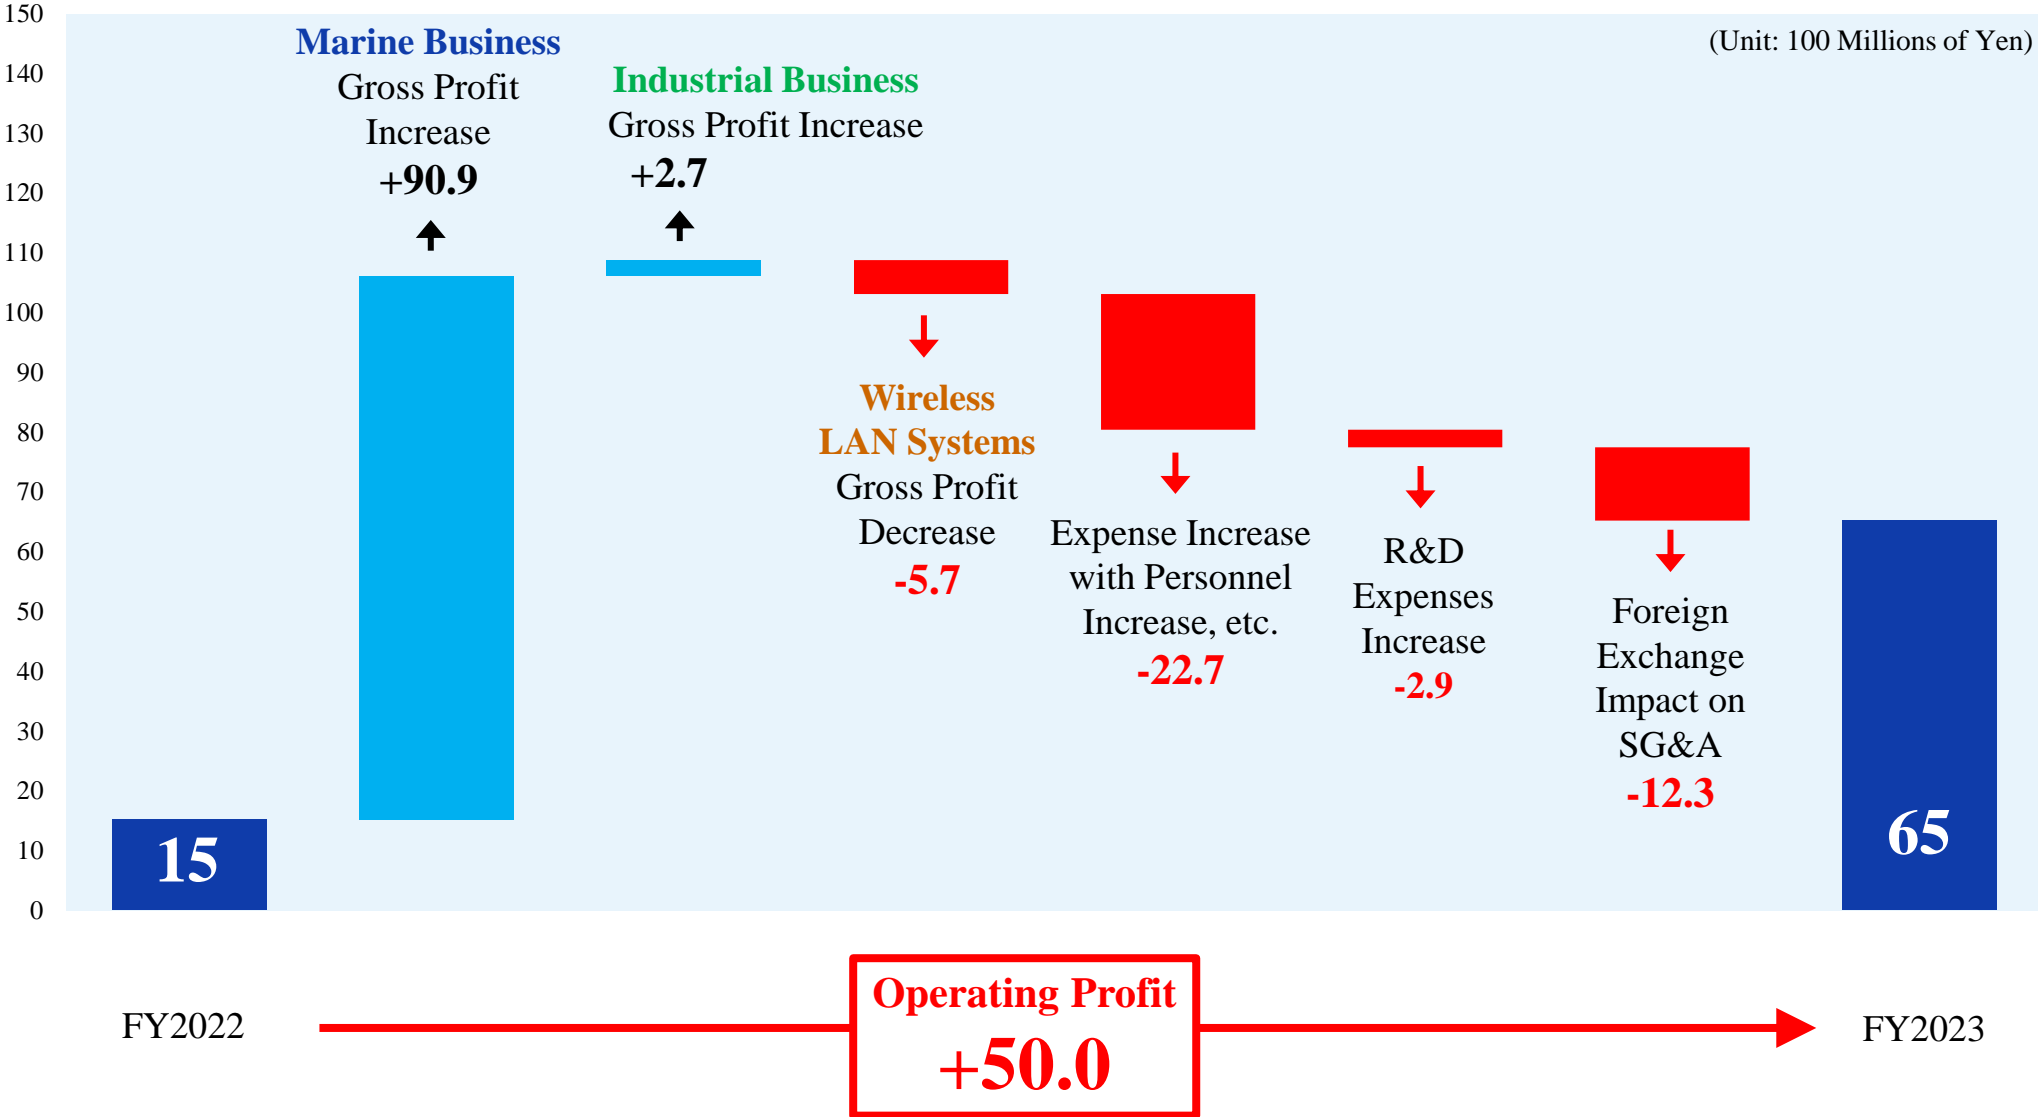 150
140
130
120
110
100
90
80
70
60
50
40
30
20
10
0
(Unit: 100 Millions of Yen)
Marine Business
Gross Profit
Increase
+90.9
Industrial Business
Gross Profit Increase
+2.7
Wireless
LAN Systems
Gross Profit
Decrease
-5.7
Expense Increase
with Personnel
Increase, etc.
-22.7
R&D
Expenses
Increase
-2.9
Foreign
Exchange
Impact on
SG&A
-12.3
15
65
FY2022
Operating Profit
+50.0
FY2023